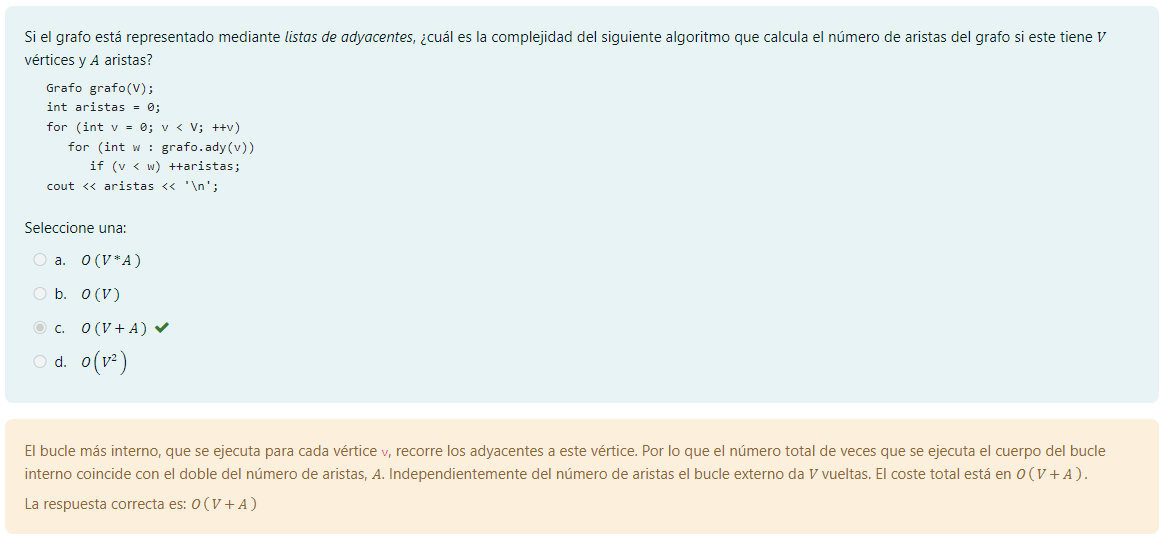 Si el grafo está representado mediante listas de adyacentes, ¿cuál es la complejidad del siguiente algoritmo que calcula el número de aristas del grafo si este tiene V
vértices y A aristas?
Grafo grafo(V);
int aristas = 0;
for (int v = 0; v < V; ++v)
   for (int w : grafo.ady(v))
      if (v < w) ++aristas;
cout << aristas << '\n';
Seleccione una:
a. O(V*A)
b. O(V)
c. O(V+A) ✔
d. O(V²)
El bucle más interno, que se ejecuta para cada vértice v, recorre los adyacentes a este vértice. Por lo que el número total de veces que se ejecuta el cuerpo del bucle
interno coincide con el doble del número de aristas, A. Independientemente del número de aristas el bucle externo da V vueltas. El coste total está en O(V+A).
La respuesta correcta es: O(V+A)